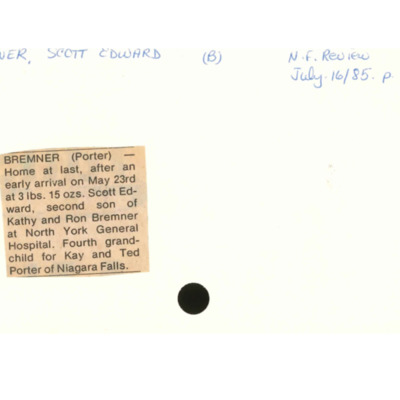 NER, SCOTT EDWARD (B) N.F. REVIEW
July 16/85. p.
BREMNER (Porter) —
Home at last, after an
early arrival on May 23rd
at 3 lbs. 15 ozs. Scott Ed-
ward, second son of
Kathy and Ron Bremner
at North York General
Hospital. Fourth grand-
child for Kay and Ted
Porter of Niagara Falls.